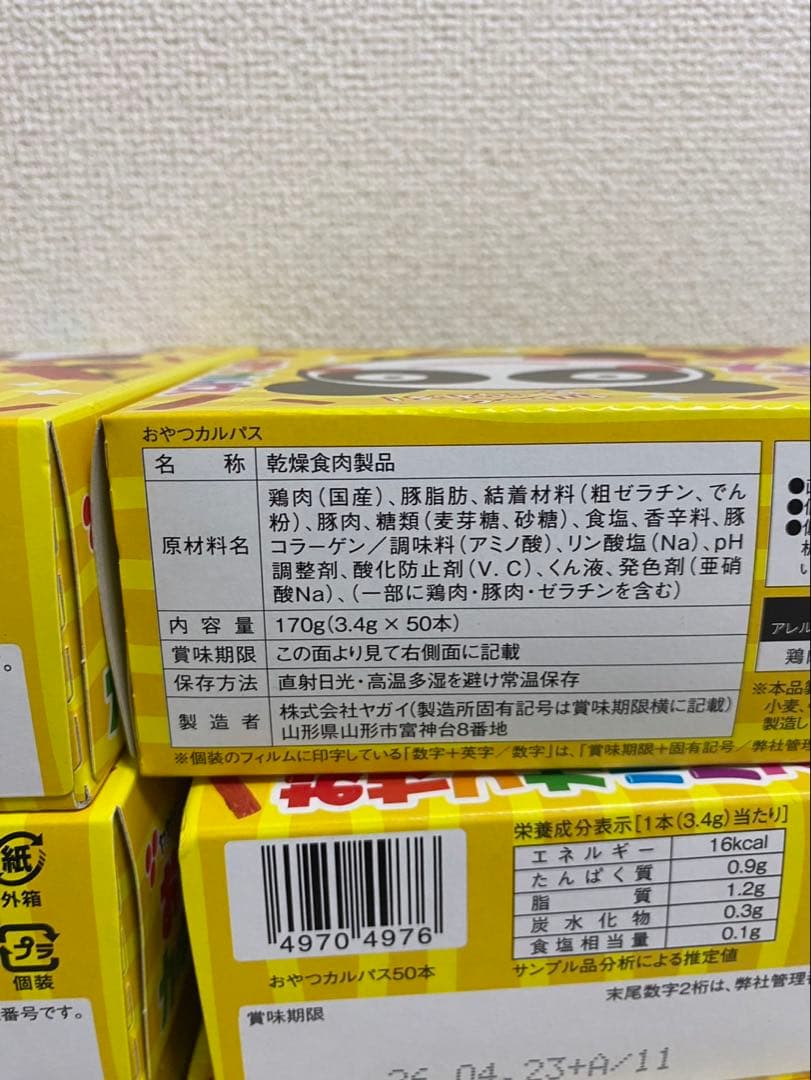 おやつカルパス
名称 乾燥食肉製品
原材料名 鶏肉(国産)、豚脂肪、結着材料(粗ゼラチン、でん
粉)、豚肉、糖類(麦芽糖、砂糖)、食塩、香辛料、豚
コラーゲン/調味料(アミノ酸)、リン酸塩(Na)、pH
調整剤、酸化防止剤(V.C)、くん液、発色剤(亜硝
酸Na)、(一部に鶏肉・豚肉・ゼラチンを含む)
内容量 170g(3.4g×50本)
賞味期限 この面より見て右側面に記載
保存方法 直射日光・高温多湿を避け常温保存
製造者 株式会社ヤガイ(製造所固有記号は賞味期限横に記載)
山形県山形市富神台8番地
※個装のフィルムに印字している「数字+英字/数字」は、「賞味期限+固有記号/弊社管理
アレル
鶏
※本品
小麦、
製造し
紙
外箱
プラ
個装
番号です。
4970 4976
おやつカルパス50本
栄養成分表示[1本(3.4g)当たり]
エネルギー 16kcal
たんぱく質 0.9g
脂質 1.2g
炭水化物 0.3g
食塩相当量 0.1g
サンプル品分析による推定値
末尾数字2桁は、弊社管理
賞味期限
26.04.23+A/11